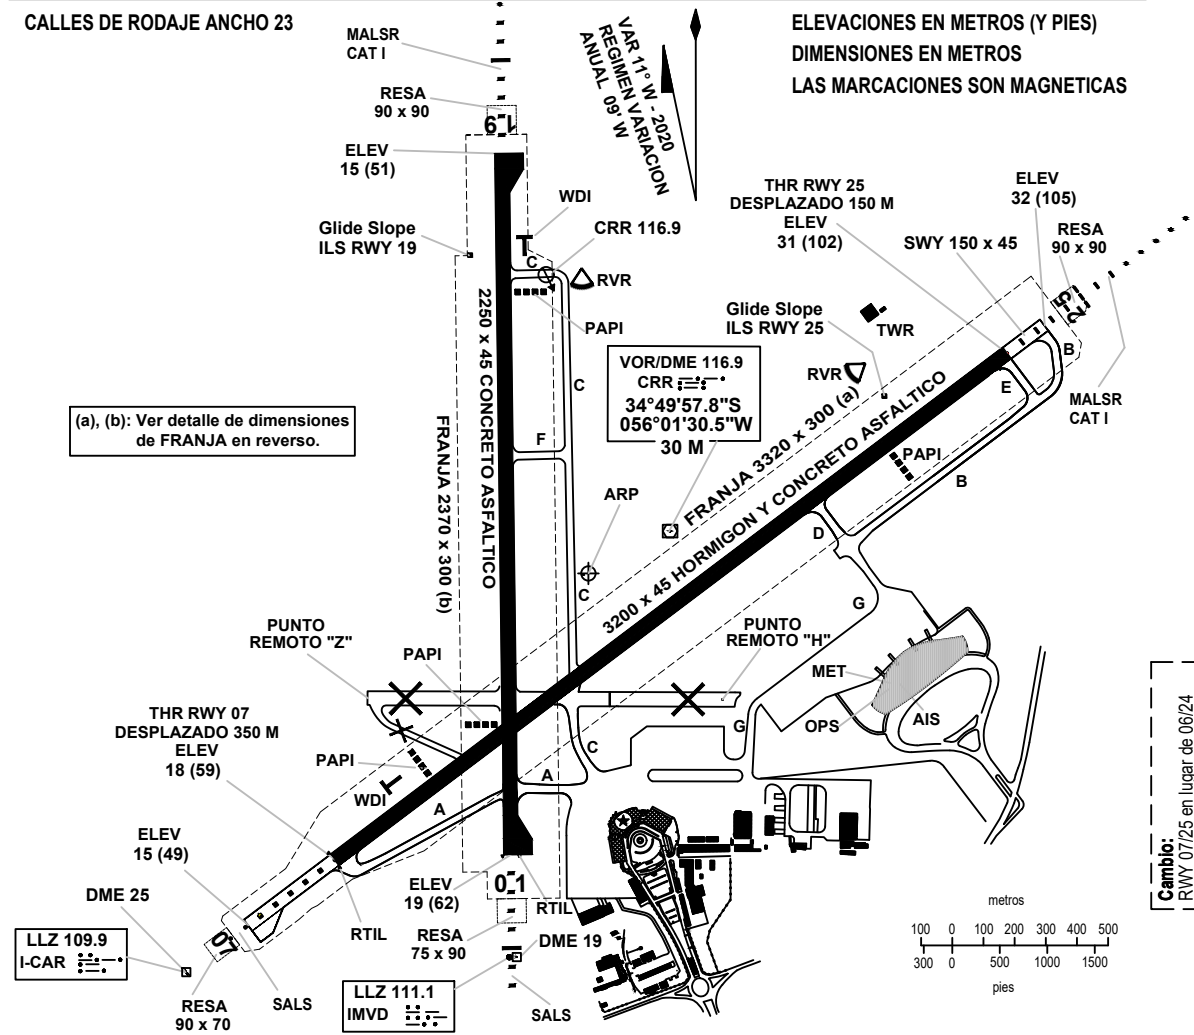 CALLES DE RODAJE ANCHO 23
ELEVACIONES EN METROS (Y PIES)
DIMENSIONES EN METROS
LAS MARCACIONES SON MAGNETICAS
VAR 11° W - 2020
REGIMEN VARIACION
ANUAL 09' W
MALSR
CAT I
RESA
90 x 90
19
ELEV
15 (51)
WDI
CRR 116.9
Glide Slope
ILS RWY 19
C
RVR
PAPI
2250 x 45 CONCRETO ASFALTICO
FRANJA 2370 x 300 (b)
C
F
THR RWY 25
DESPLAZADO 150 M
ELEV
31 (102)
ELEV
32 (105)
SWY 150 x 45
RESA
90 x 90
25
Glide Slope
ILS RWY 25
TWR
RVR
B
E
MALSR
CAT I
VOR/DME 116.9
CRR
34°49'57.8"S
056°01'30.5"W
30 M
(a), (b): Ver detalle de dimensiones
de FRANJA en reverso.
FRANJA 3320 x 300 (a)
3200 x 45 HORMIGON Y CONCRETO ASFALTICO
PAPI
B
ARP
C
D
G
PUNTO
REMOTO "Z"
PAPI
PUNTO
REMOTO "H"
MET
OPS
AIS
G
C
THR RWY 07
DESPLAZADO 350 M
ELEV
18 (59)
PAPI
WDI
A
A
ELEV
15 (49)
DME 25
LLZ 109.9
I-CAR
07
RESA
90 x 70
SALS
RTIL
ELEV
19 (62)
01
RTIL
RESA
75 x 90
DME 19
LLZ 111.1
IMVD
SALS
metros
100 0 100 200 300 400 500
300 0 500 1000 1500
pies
Cambio:
RWY 07/25 en lugar de 06/24